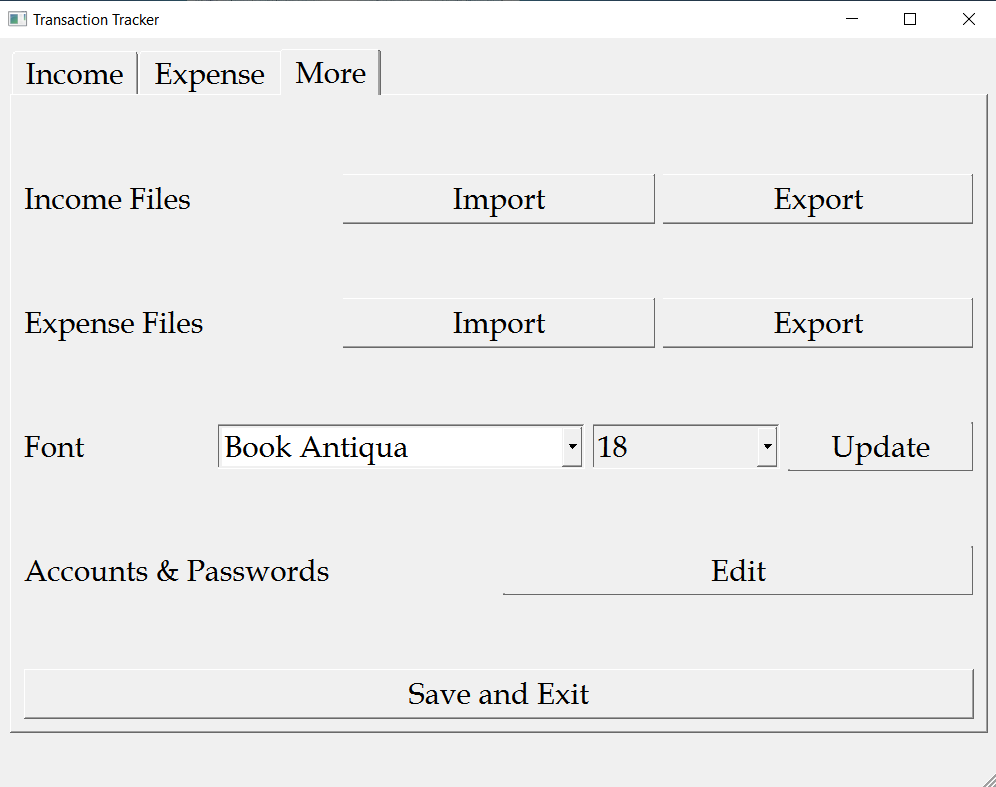 Transaction Tracker
Income Expense More
Income Files Import Export
Expense Files Import Export
Font Book Antiqua 18 Update
Accounts & Passwords Edit
Save and Exit